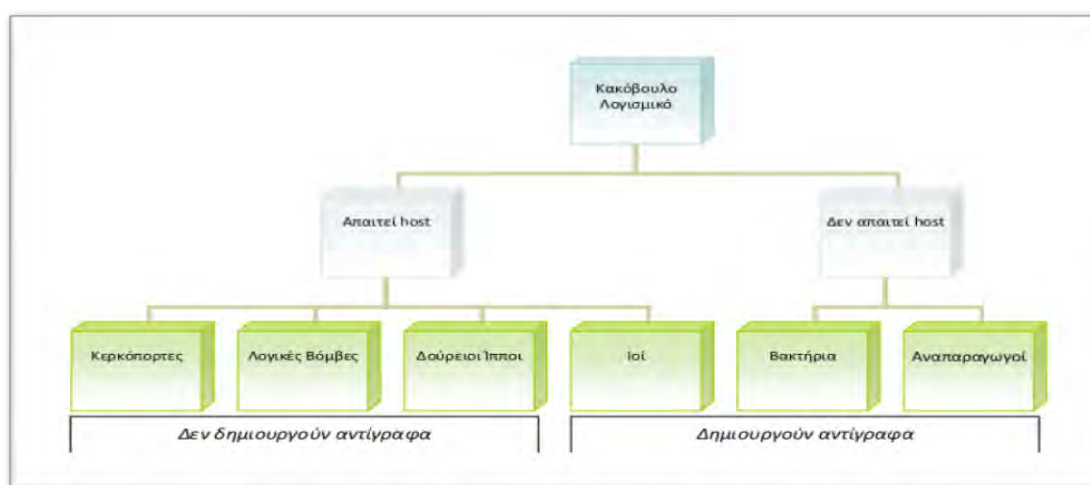 Κακόβουλο
Λογισμικό
Απαιτεί host
Δεν απαιτεί host
Κερκόπορτες
Λογικές Βόμβες
Δούρειοι Ίπποι
Ιοί
Βακτήρια
Αναπαραγωγοί
Δεν δημιουργούν αντίγραφα
Δημιουργούν αντίγραφα